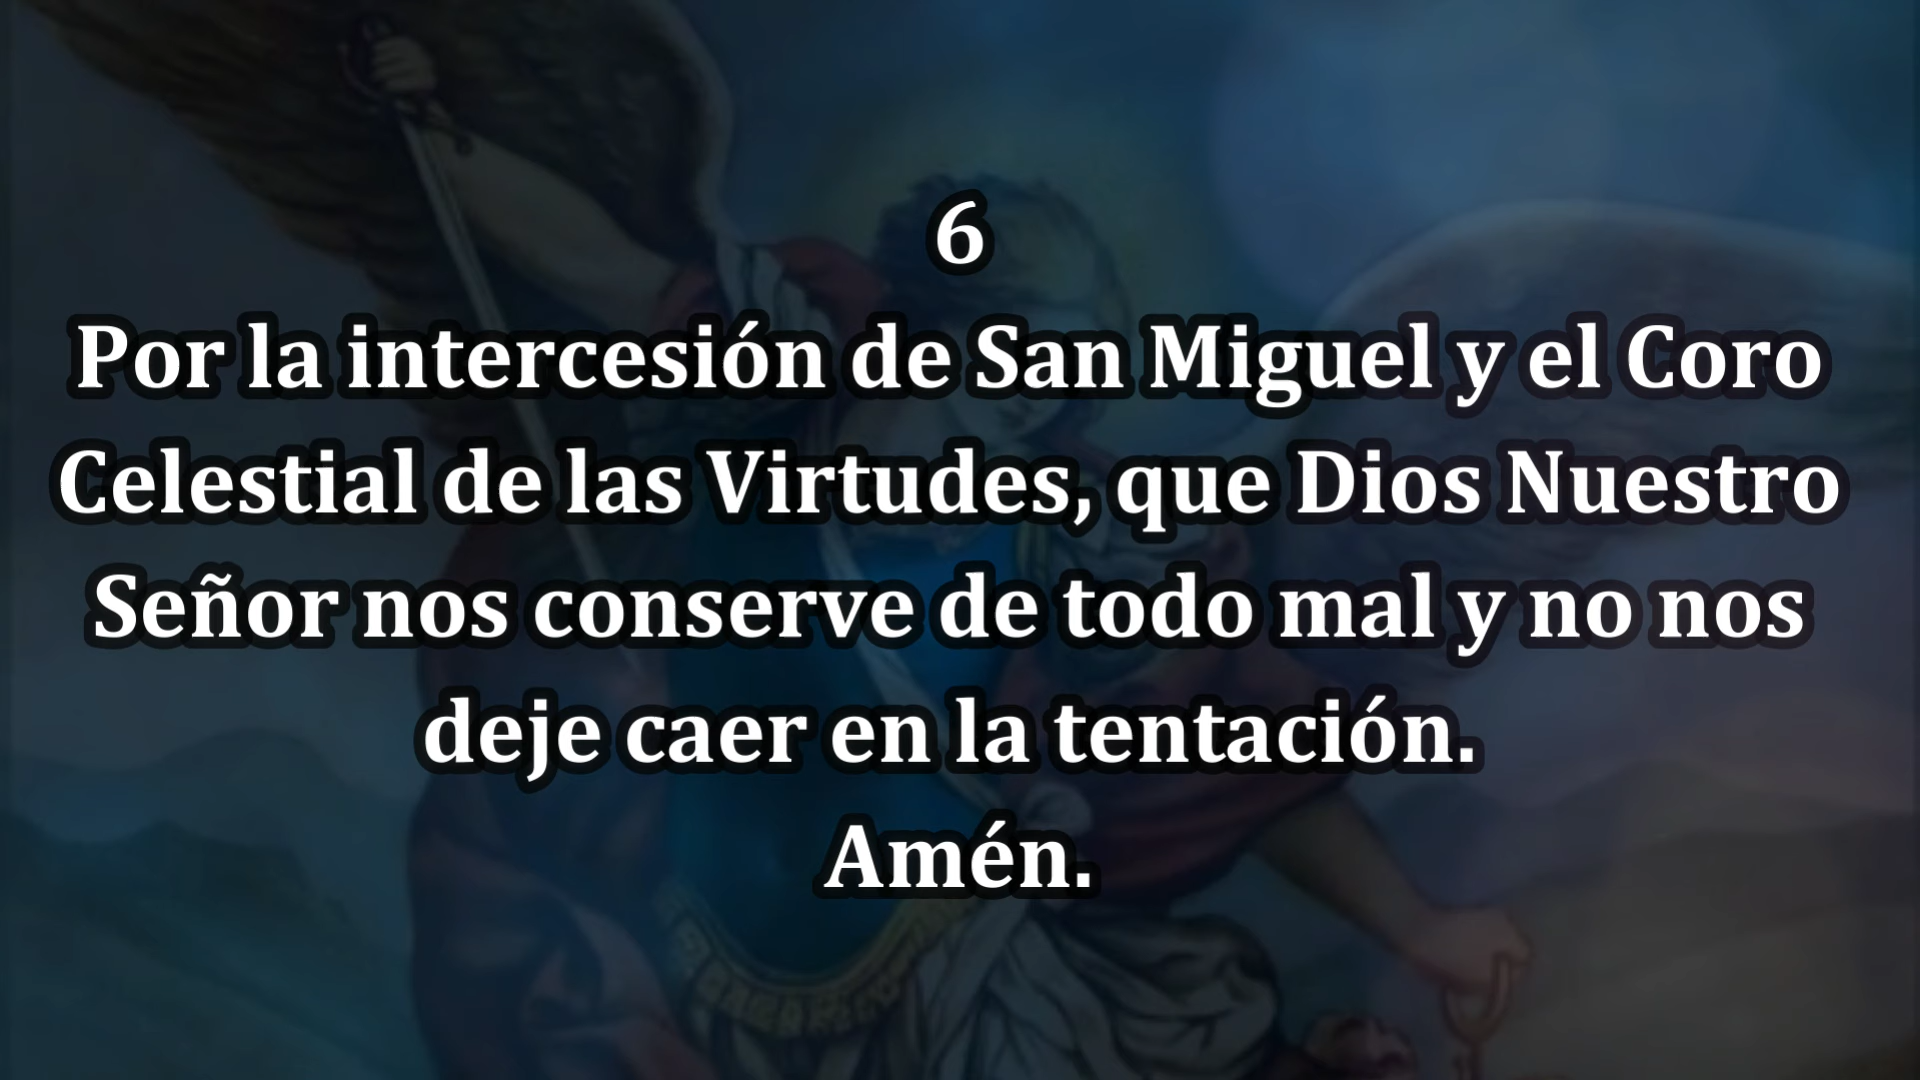 6
Por la intercesión de San Miguel y el Coro
Celestial de las Virtudes, que Dios Nuestro
Señor nos conserve de todo mal y no nos
deje caer en la tentación.
Amén.